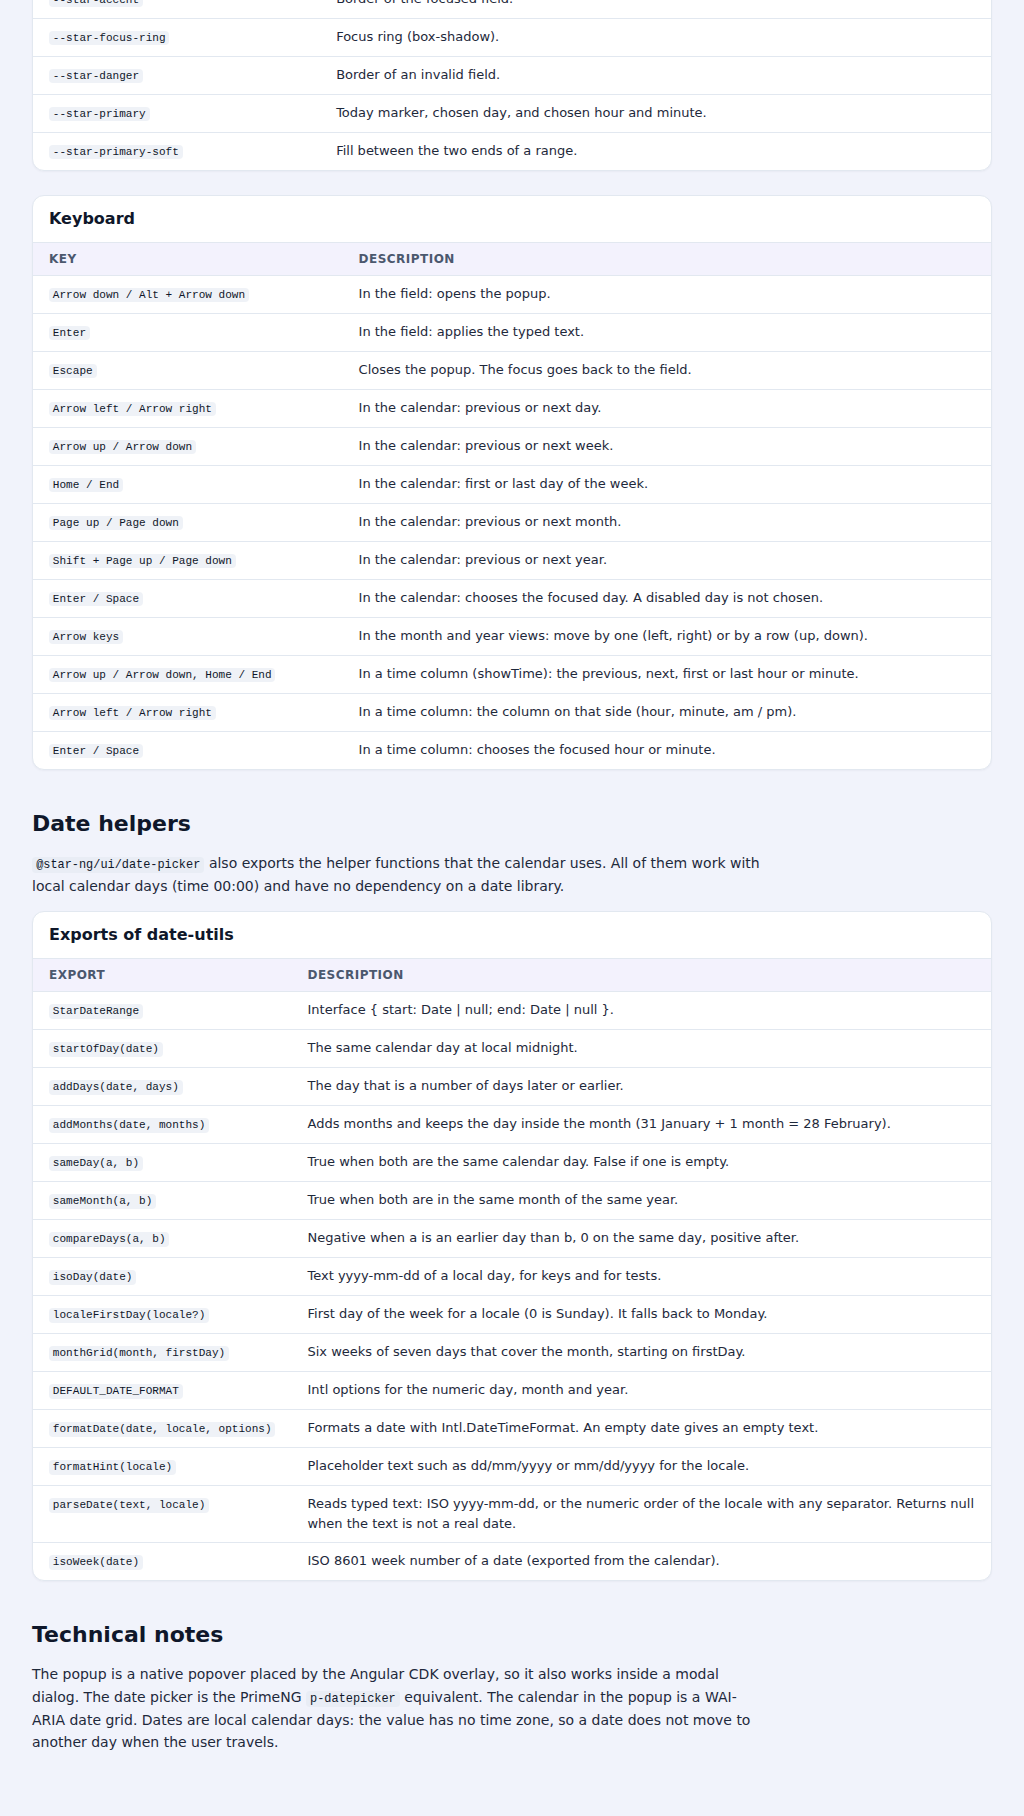 --star-accent Border of the focused field.
--star-focus-ring Focus ring (box-shadow).
--star-danger Border of an invalid field.
--star-primary Today marker, chosen day, and chosen hour and minute.
--star-primary-soft Fill between the two ends of a range.
Keyboard
KEY DESCRIPTION
Arrow down / Alt + Arrow down In the field: opens the popup.
Enter In the field: applies the typed text.
Escape Closes the popup. The focus goes back to the field.
Arrow left / Arrow right In the calendar: previous or next day.
Arrow up / Arrow down In the calendar: previous or next week.
Home / End In the calendar: first or last day of the week.
Page up / Page down In the calendar: previous or next month.
Shift + Page up / Page down In the calendar: previous or next year.
Enter / Space In the calendar: chooses the focused day. A disabled day is not chosen.
Arrow keys In the month and year views: move by one (left, right) or by a row (up, down).
Arrow up / Arrow down, Home / End In a time column (showTime): the previous, next, first or last hour or minute.
Arrow left / Arrow right In a time column: the column on that side (hour, minute, am / pm).
Enter / Space In a time column: chooses the focused hour or minute.
Date helpers
@star-ng/ui/date-picker also exports the helper functions that the calendar uses. All of them work with
local calendar days (time 00:00) and have no dependency on a date library.
Exports of date-utils
EXPORT DESCRIPTION
StarDateRange Interface { start: Date | null; end: Date | null }.
startOfDay(date) The same calendar day at local midnight.
addDays(date, days) The day that is a number of days later or earlier.
addMonths(date, months) Adds months and keeps the day inside the month (31 January + 1 month = 28 February).
sameDay(a, b) True when both are the same calendar day. False if one is empty.
sameMonth(a, b) True when both are in the same month of the same year.
compareDays(a, b) Negative when a is an earlier day than b, 0 on the same day, positive after.
isoDay(date) Text yyyy-mm-dd of a local day, for keys and for tests.
localeFirstDay(locale?) First day of the week for a locale (0 is Sunday). It falls back to Monday.
monthGrid(month, firstDay) Six weeks of seven days that cover the month, starting on firstDay.
DEFAULT_DATE_FORMAT Intl options for the numeric day, month and year.
formatDate(date, locale, options) Formats a date with Intl.DateTimeFormat. An empty date gives an empty text.
formatHint(locale) Placeholder text such as dd/mm/yyyy or mm/dd/yyyy for the locale.
parseDate(text, locale) Reads typed text: ISO yyyy-mm-dd, or the numeric order of the locale with any separator. Returns null
when the text is not a real date.
isoWeek(date) ISO 8601 week number of a date (exported from the calendar).
Technical notes
The popup is a native popover placed by the Angular CDK overlay, so it also works inside a modal
dialog. The date picker is the PrimeNG p-datepicker equivalent. The calendar in the popup is a WAI-
ARIA date grid. Dates are local calendar days: the value has no time zone, so a date does not move to
another day when the user travels.